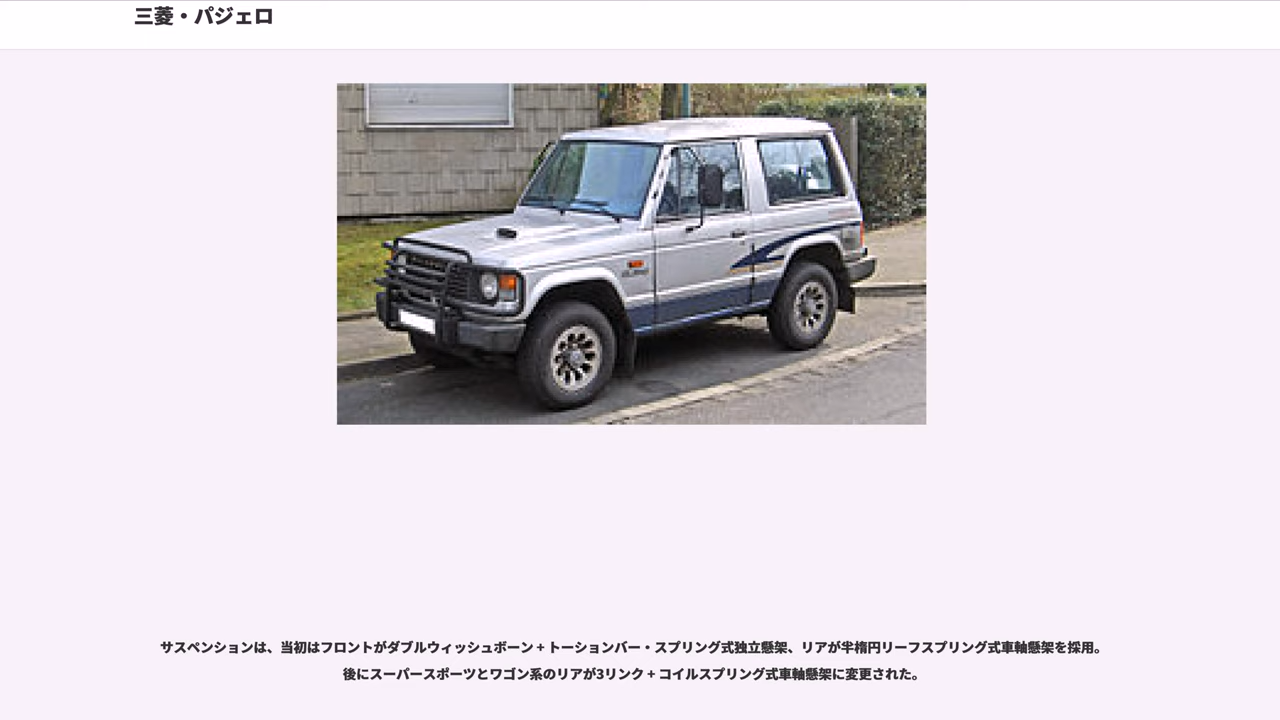 三菱・パジェロ
サスペンションは、当初はフロントがダブルウィッシュボーン + トーションバー・スプリング式独立懸架、リアが半楕円リーフスプリング式車軸懸架を採用。
後にスーパースポーツとワゴン系のリアが3リンク + コイルスプリング式車軸懸架に変更された。